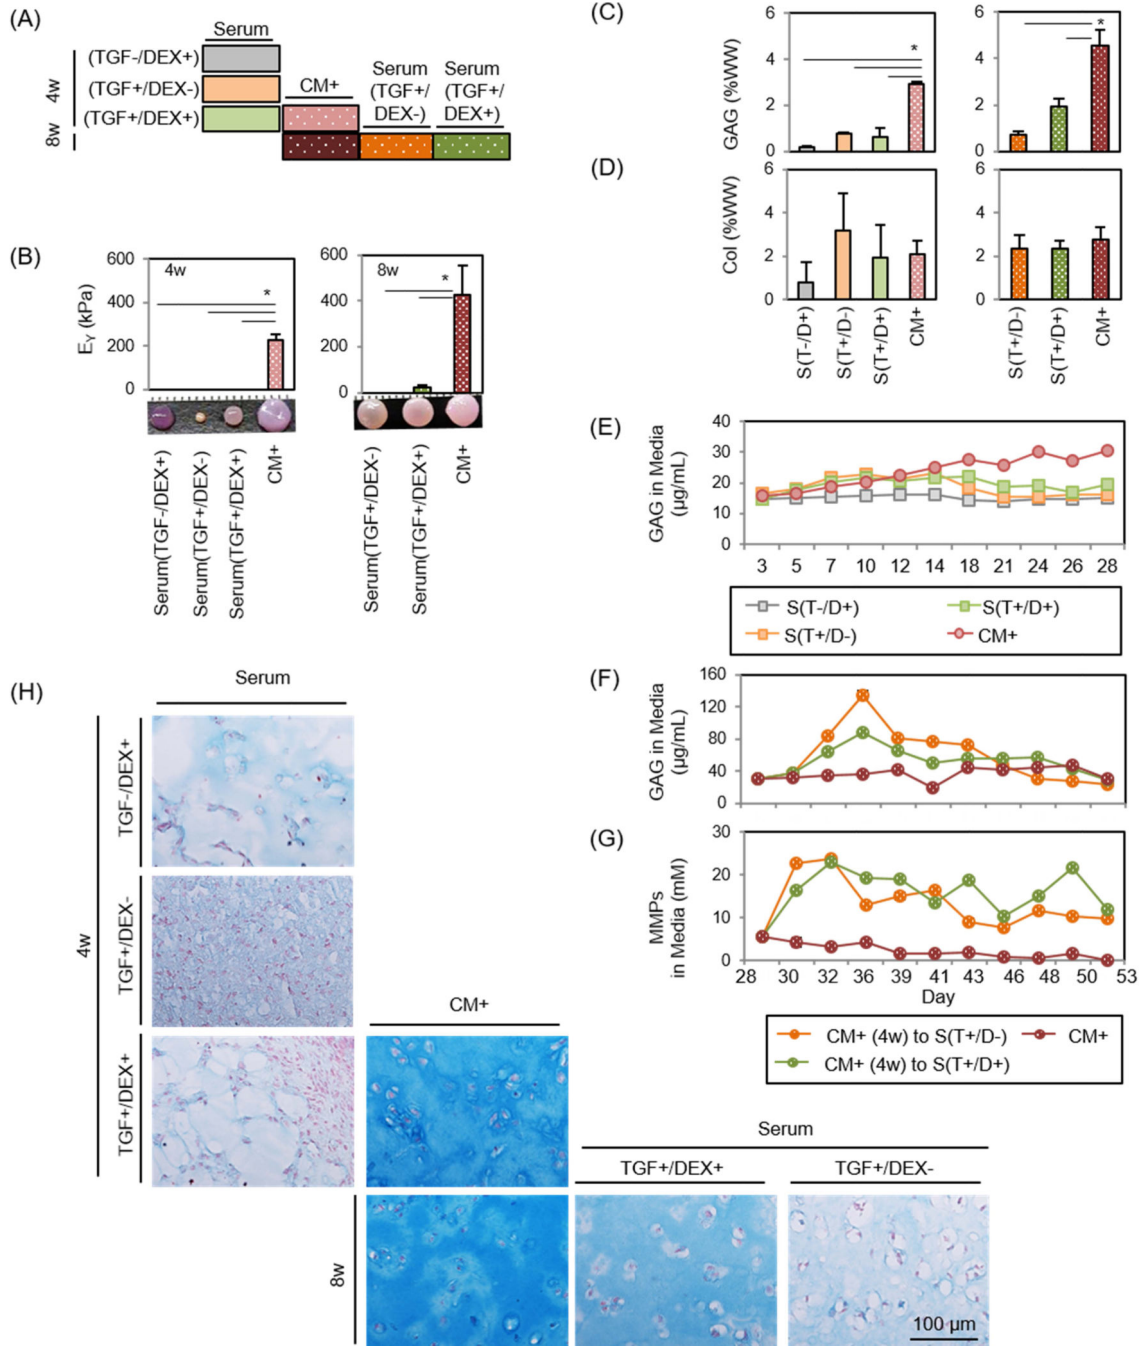 (A)
Serum
(TGF-/DEX+)
(TGF+/DEX-)
(TGF+/DEX+)
4w
8w
CM+
Serum
(TGF+/
DEX-)
Serum
(TGF+/
DEX+)
(B)
E_Y (kPa)
600
400
200
0
4w
*
Serum(TGF-/DEX+)
Serum(TGF+/DEX-)
Serum(TGF+/DEX+)
CM+
600
400
200
0
8w
*
Serum(TGF+/DEX-)
Serum(TGF+/DEX+)
CM+
(C)
GAG (%WW)
6
4
2
0
*
6
4
2
0
*
(D)
Col (%WW)
6
4
2
0
S(T-/D+)
S(T+/D-)
S(T+/D+)
CM+
6
4
2
0
S(T+/D-)
S(T+/D+)
CM+
(E)
GAG in Media
(µg/mL)
40
30
20
10
0
3 5 7 10 12 14 18 21 24 26 28
S(T-/D+)
S(T+/D+)
S(T+/D-)
CM+
(F)
GAG in Media
(µg/mL)
160
120
80
40
0
(G)
MMPs
in Media (mM)
30
20
10
0
28 30 32 36 39 41 43 46 48 51 53
Day
CM+ (4w) to S(T+/D-)
CM+
CM+ (4w) to S(T+/D+)
(H)
Serum
4w
TGF-/DEX+
TGF+/DEX-
TGF+/DEX+
CM+
Serum
TGF+/DEX+
TGF+/DEX-
8w
100 µm